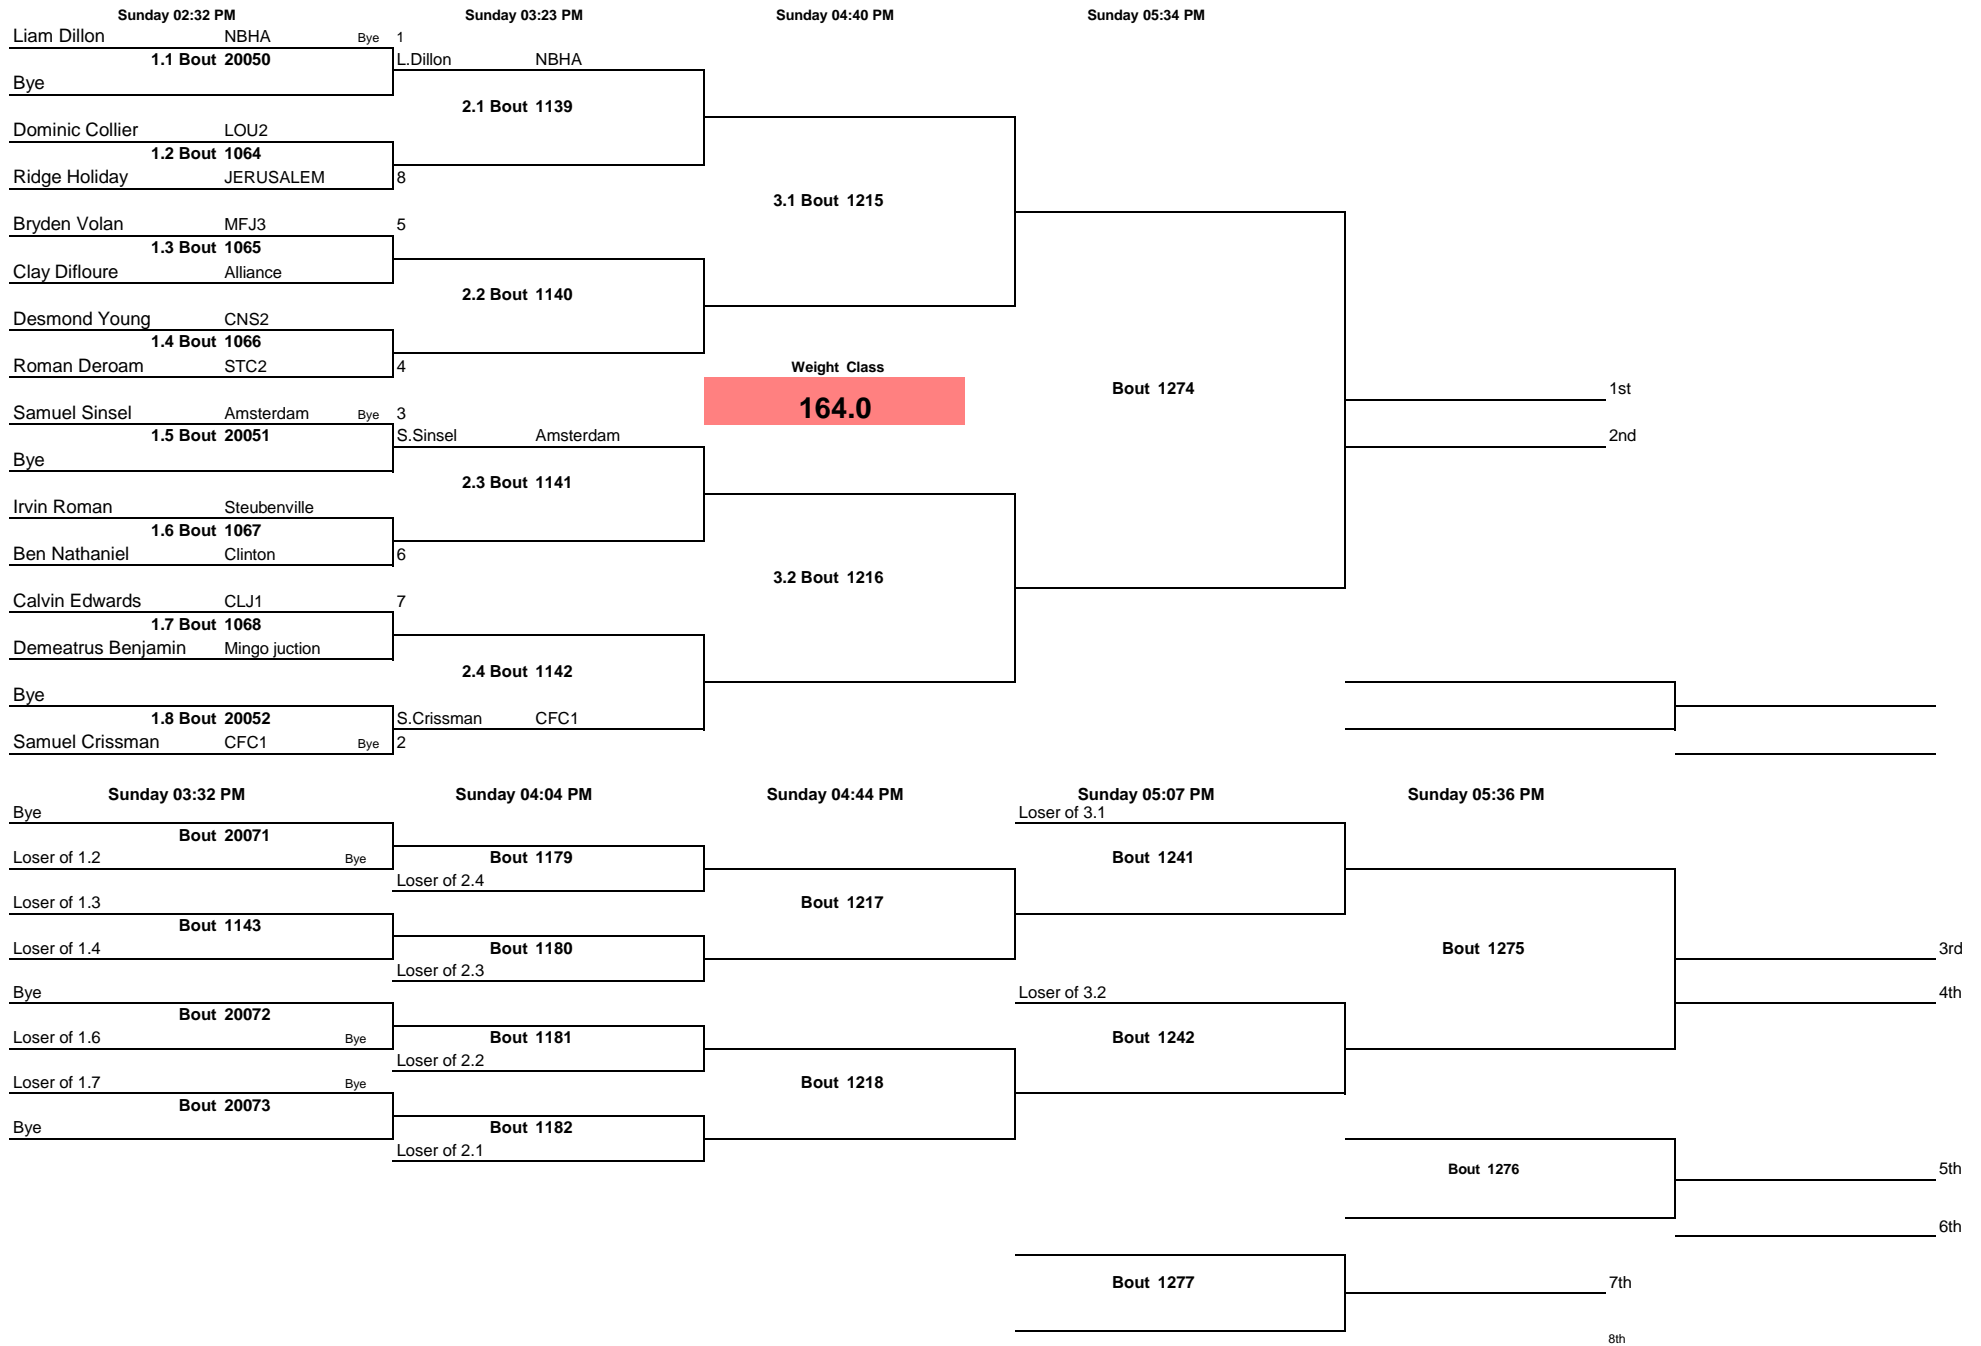 Sunday 02:32 PM Sunday 03:23 PM Sunday 04:40 PM Sunday 05:34 PM
Liam Dillon NBHA Bye 1
1.1 Bout 20050 L.Dillon NBHA
Bye
2.1 Bout 1139
Dominic Collier LOU2
1.2 Bout 1064
Ridge Holiday JERUSALEM 8
3.1 Bout 1215
Bryden Volan MFJ3 5
1.3 Bout 1065
Clay Difloure Alliance
2.2 Bout 1140
Desmond Young CNS2
1.4 Bout 1066
Roman Deroam STC2 4 Weight Class
Bout 1274 1st
Samuel Sinsel Amsterdam Bye 3 164.0
1.5 Bout 20051 S.Sinsel Amsterdam 2nd
Bye
2.3 Bout 1141
Irvin Roman Steubenville
1.6 Bout 1067
Ben Nathaniel Clinton 6
3.2 Bout 1216
Calvin Edwards CLJ1 7
1.7 Bout 1068
Demeatrus Benjamin Mingo juction
2.4 Bout 1142
Bye
1.8 Bout 20052 S.Crissman CFC1
Samuel Crissman CFC1 Bye 2
Sunday 03:32 PM Sunday 04:04 PM Sunday 04:44 PM Sunday 05:07 PM Sunday 05:36 PM
Bye Loser of 3.1
Bout 20071
Loser of 1.2 Bye Bout 1179 Bout 1241
Loser of 2.4
Loser of 1.3 Bout 1217
Bout 1143
Loser of 1.4 Bout 1180 Bout 1275 3rd
Loser of 2.3
Bye Loser of 3.2 4th
Bout 20072
Loser of 1.6 Bye Bout 1181 Bout 1242
Loser of 2.2
Loser of 1.7 Bye Bout 1218
Bout 20073
Bye Bout 1182
Loser of 2.1
Bout 1276 5th
6th
Bout 1277 7th
8th